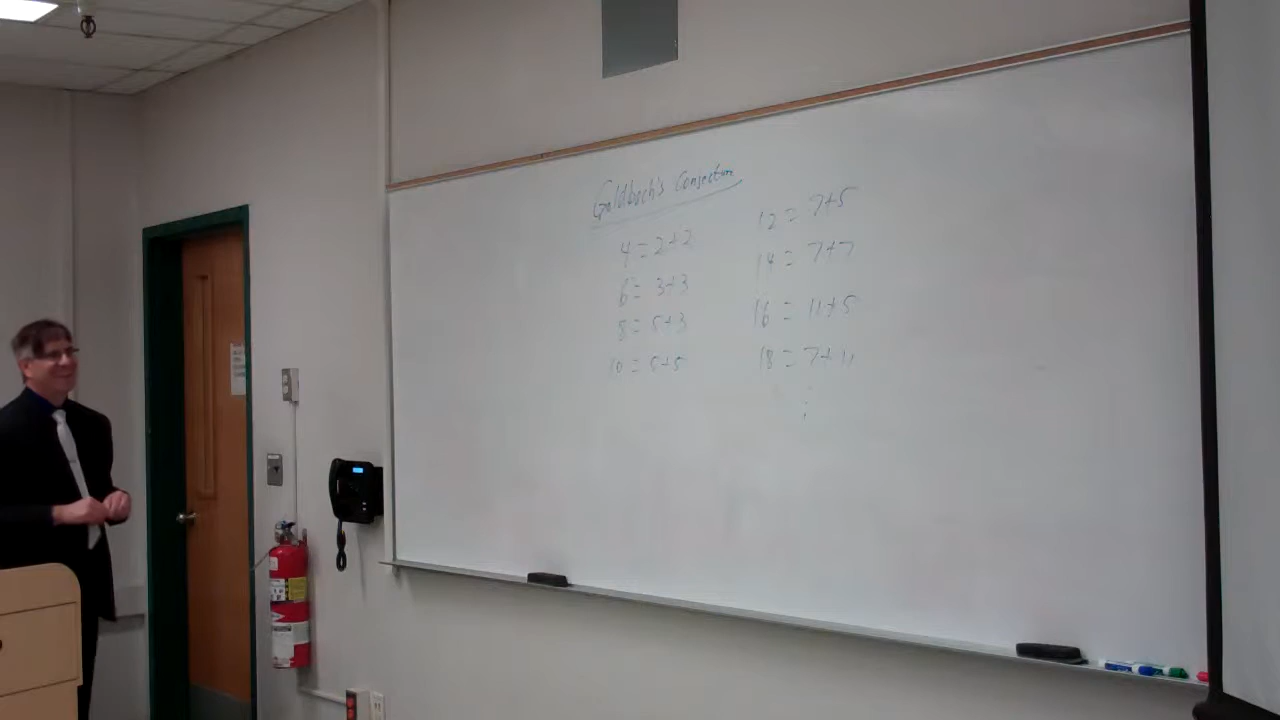 Goldbach's Conjecture
4 = 2+2
6 = 3+3
8 = 5+3
10 = 5+5
12 = 7+5
14 = 7+7
16 = 11+5
18 = 7+11
⋮